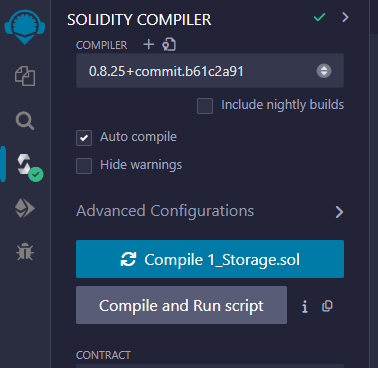 SOLIDITY COMPILER
COMPILER
0.8.25+commit.b61c2a91
Include nightly builds
Auto compile
Hide warnings
Advanced Configurations
Compile 1_Storage.sol
Compile and Run script
CONTRACT